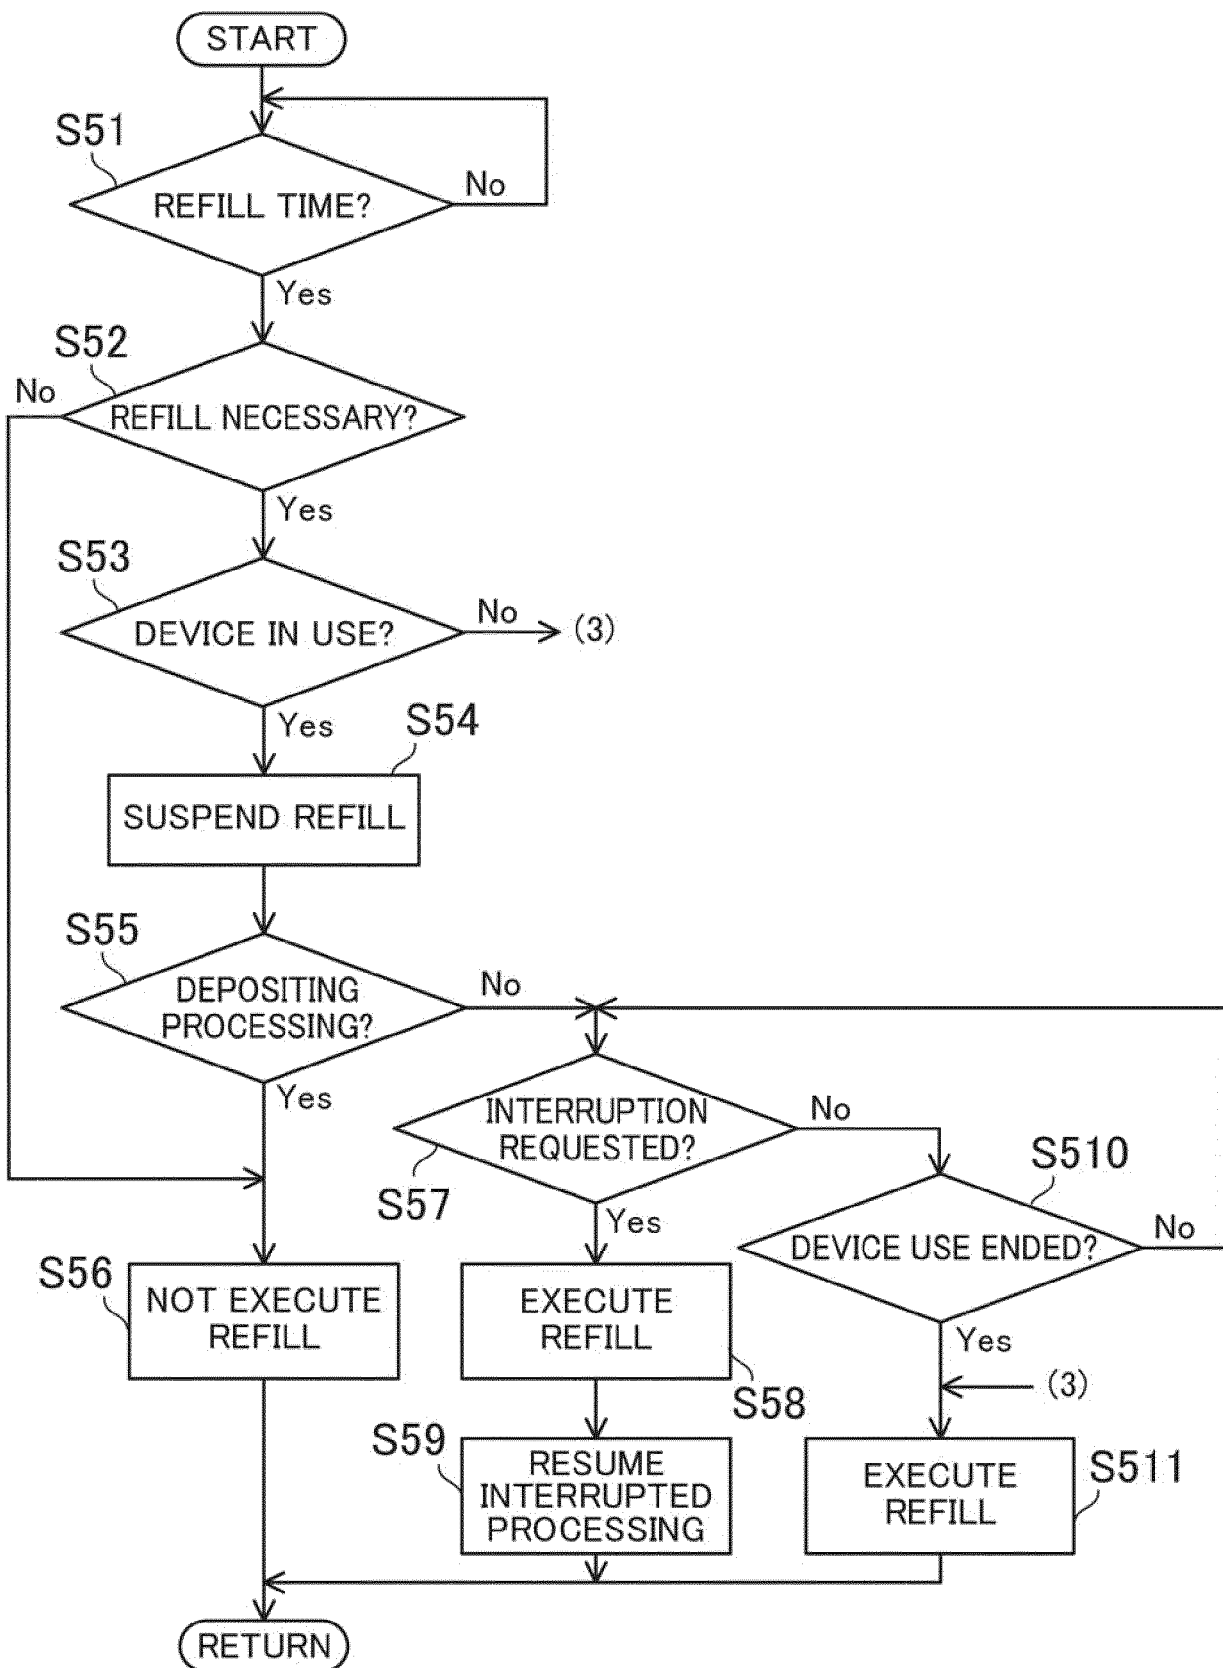 START
S51
REFILL TIME?
No
Yes
S52
No
REFILL NECESSARY?
Yes
S53
DEVICE IN USE?
No
(3)
Yes
S54
SUSPEND REFILL
S55
DEPOSITING
PROCESSING?
No
Yes
INTERRUPTION
REQUESTED?
No
S57
Yes
S510
DEVICE USE ENDED?
No
Yes
S56
NOT EXECUTE
REFILL
EXECUTE
REFILL
S58
(3)
S59
RESUME
INTERRUPTED
PROCESSING
EXECUTE
REFILL
S511
RETURN